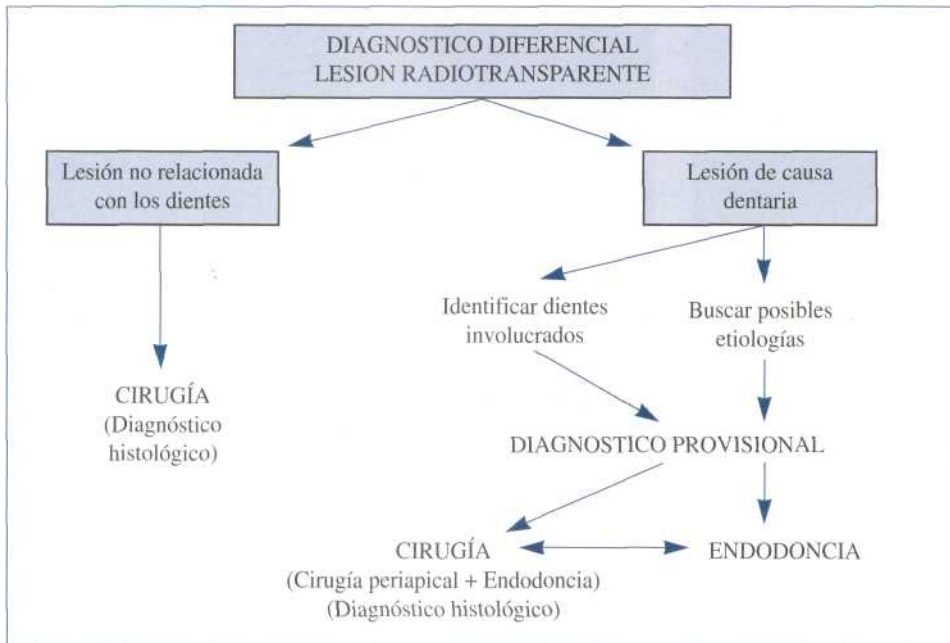 DIAGNOSTICO DIFERENCIAL
LESION RADIOTRANSPARENTE
Lesión no relacionada
con los dientes
Lesión de causa
dentaria
Identificar dientes
involucrados
Buscar posibles
etiologías
CIRUGÍA
(Diagnóstico
histológico)
DIAGNOSTICO PROVISIONAL
CIRUGÍA
(Cirugía periapical + Endodoncia)
(Diagnóstico histológico)
ENDODONCIA